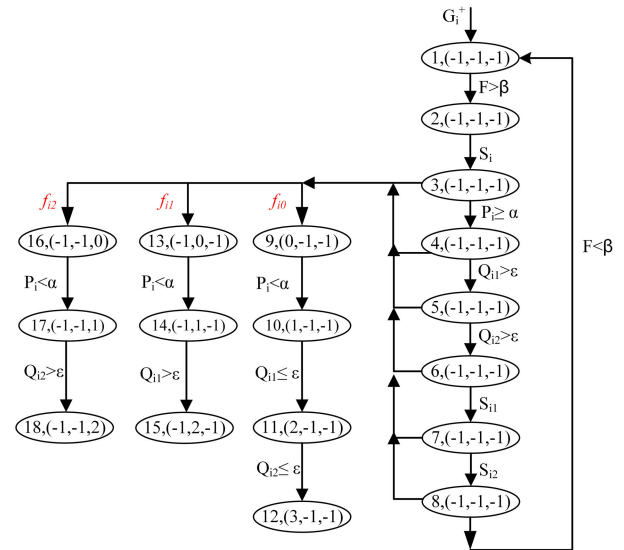 G_i^+
1,(-1,-1,-1)
F>β
2,(-1,-1,-1)
S_i
3,(-1,-1,-1)
f_i2 f_i1 f_i0
P_i≥ α
16,(-1,-1,0) 13,(-1,0,-1) 9,(0,-1,-1) 4,(-1,-1,-1)
F<β
P_i<α P_i<α P_i<α Q_i1>ε
17,(-1,-1,1) 14,(-1,1,-1) 10,(1,-1,-1) 5,(-1,-1,-1)
Q_i2>ε
Q_i2>ε Q_i1>ε Q_i1≤ ε 6,(-1,-1,-1)
S_i1
18,(-1,-1,2) 15,(-1,2,-1) 11,(2,-1,-1) 7,(-1,-1,-1)
Q_i2≤ ε S_i2
8,(-1,-1,-1)
12,(3,-1,-1)